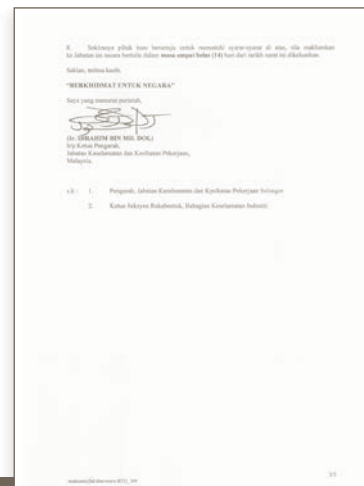 8. Sekiranya pihak tuan bersetuju untuk mematuhi syarat-syarat di atas, sila maklumkan
ke Jabatan ini secara bertulis dalam masa empat belas (14) hari dari tarikh surat ini dikeluarkan.
Sekian, terima kasih.
"BERKHIDMAT UNTUK NEGARA"
Saya yang menurut perintah,
(Ir. IBRAHIM BIN MD. DOL)
b/p Ketua Pengarah,
Jabatan Keselamatan dan Kesihatan Pekerjaan,
Malaysia.
s.k : 1. Pengarah, Jabatan Keselamatan dan Kesihatan Pekerjaan Selangor
2. Ketua Seksyen Rekabentuk, Bahagian Keselamatan Industri
3/3